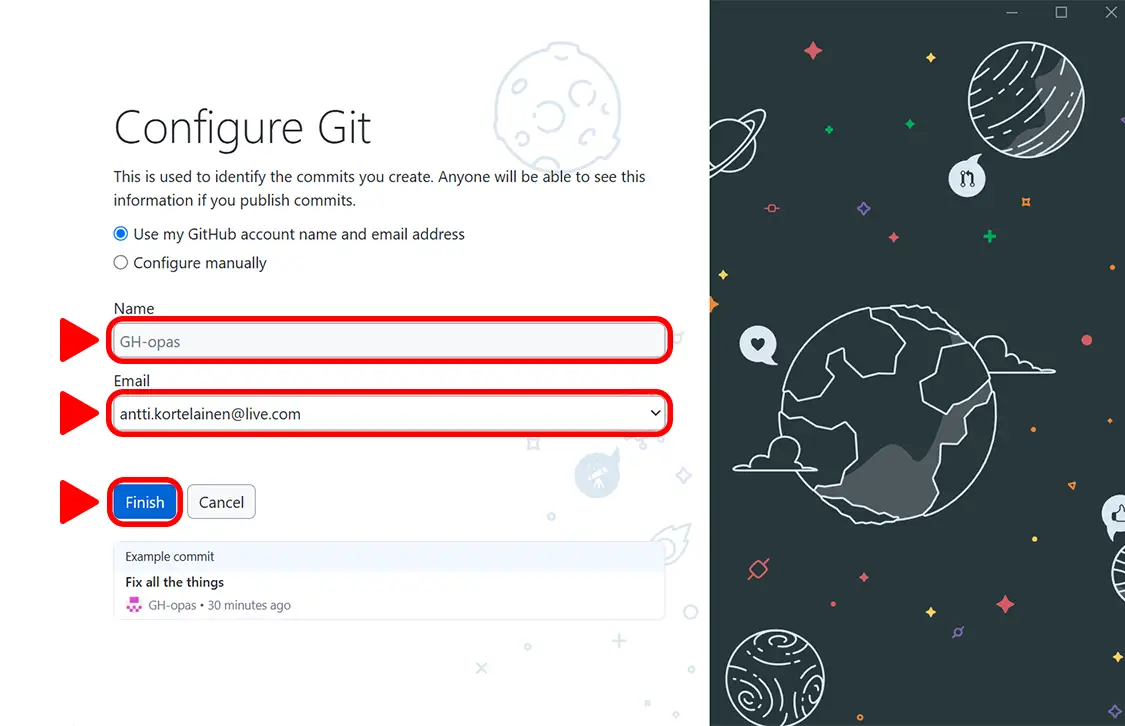 Configure Git
This is used to identify the commits you create. Anyone will be able to see this
information if you publish commits.
Use my GitHub account name and email address
Configure manually
Name
GH-opas
Email
antti.kortelainen@live.com
Finish Cancel
Example commit
Fix all the things
GH-opas • 30 minutes ago